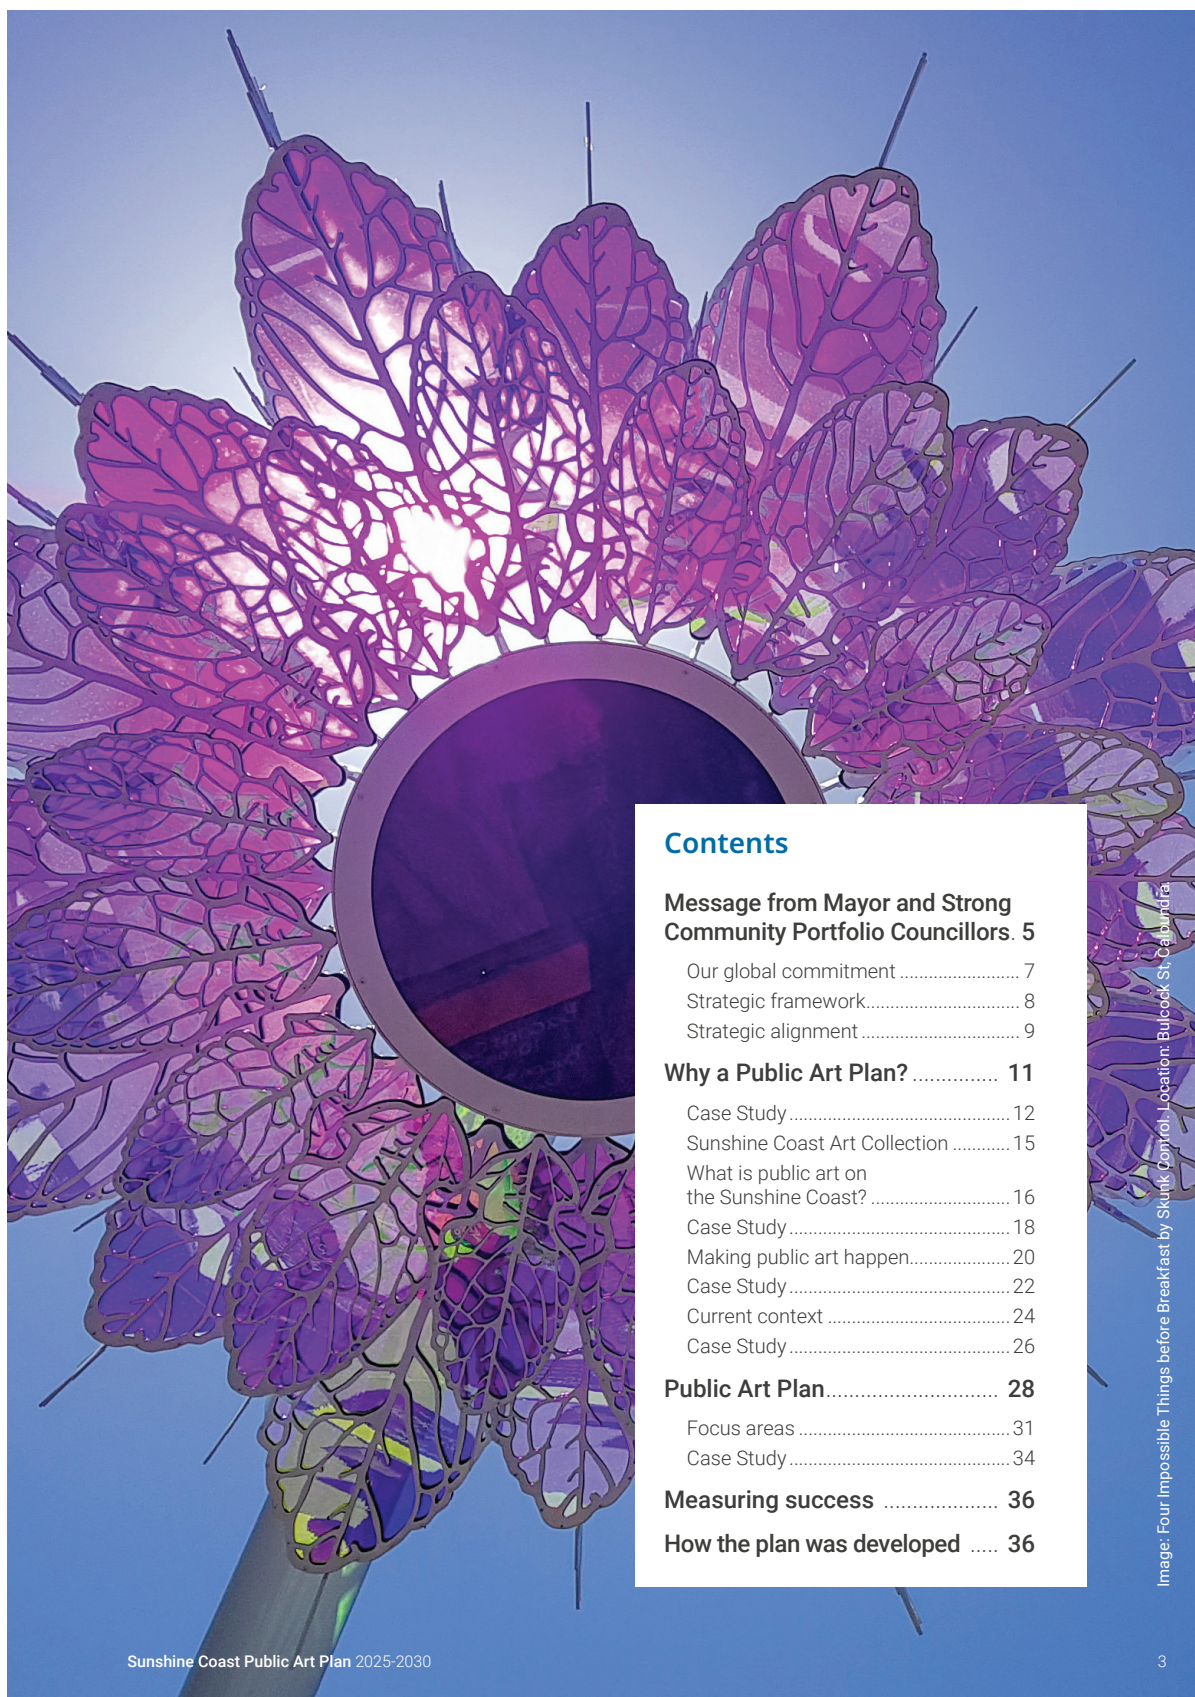 Contents
Message from Mayor and Strong
Community Portfolio Councillors. 5
Our global commitment ........................ 7
Strategic framework............................... 8
Strategic alignment ................................ 9
Why a Public Art Plan? ............... 11
Case Study ............................................. 12
Sunshine Coast Art Collection ............ 15
What is public art on
the Sunshine Coast? ............................ 16
Case Study ............................................. 18
Making public art happen..................... 20
Case Study ............................................. 22
Current context ..................................... 24
Case Study ............................................. 26
Public Art Plan.............................. 28
Focus areas ........................................... 31
Case Study ............................................. 34
Measuring success .................... 36
How the plan was developed ..... 36
Image: Four Impossible Things before Breakfast by Skunk Control. Location: Bulcock St, Caloundra.
Sunshine Coast Public Art Plan 2025-2030
3